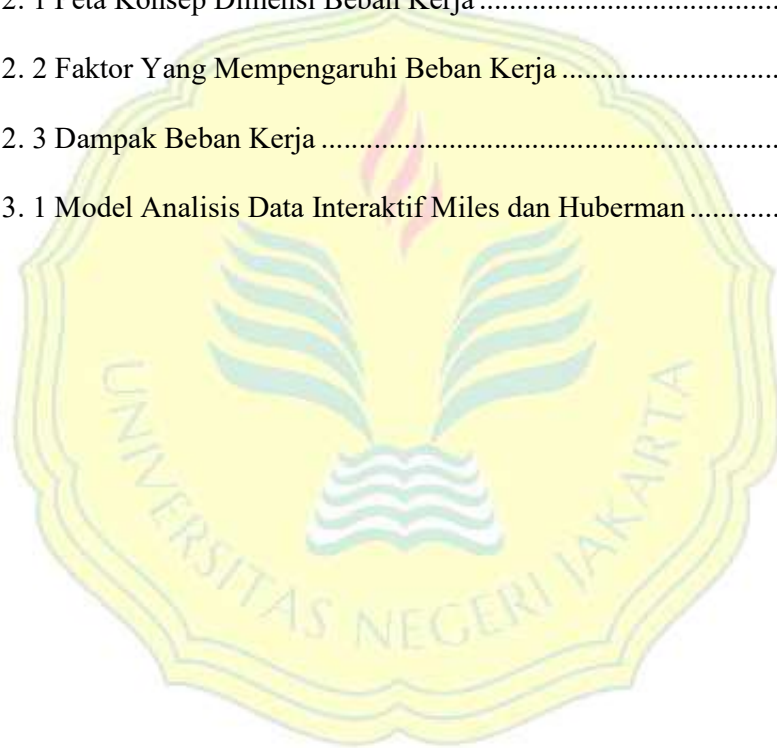 2. 1 Peta Konsep Dimensi Beban Kerja ........................................
2. 2 Faktor Yang Mempengaruhi Beban Kerja .............................
2. 3 Dampak Beban Kerja ............................................................
3. 1 Model Analisis Data Interaktif Miles dan Huberman ............
UNIVERSITAS NEGERI JAKARTA